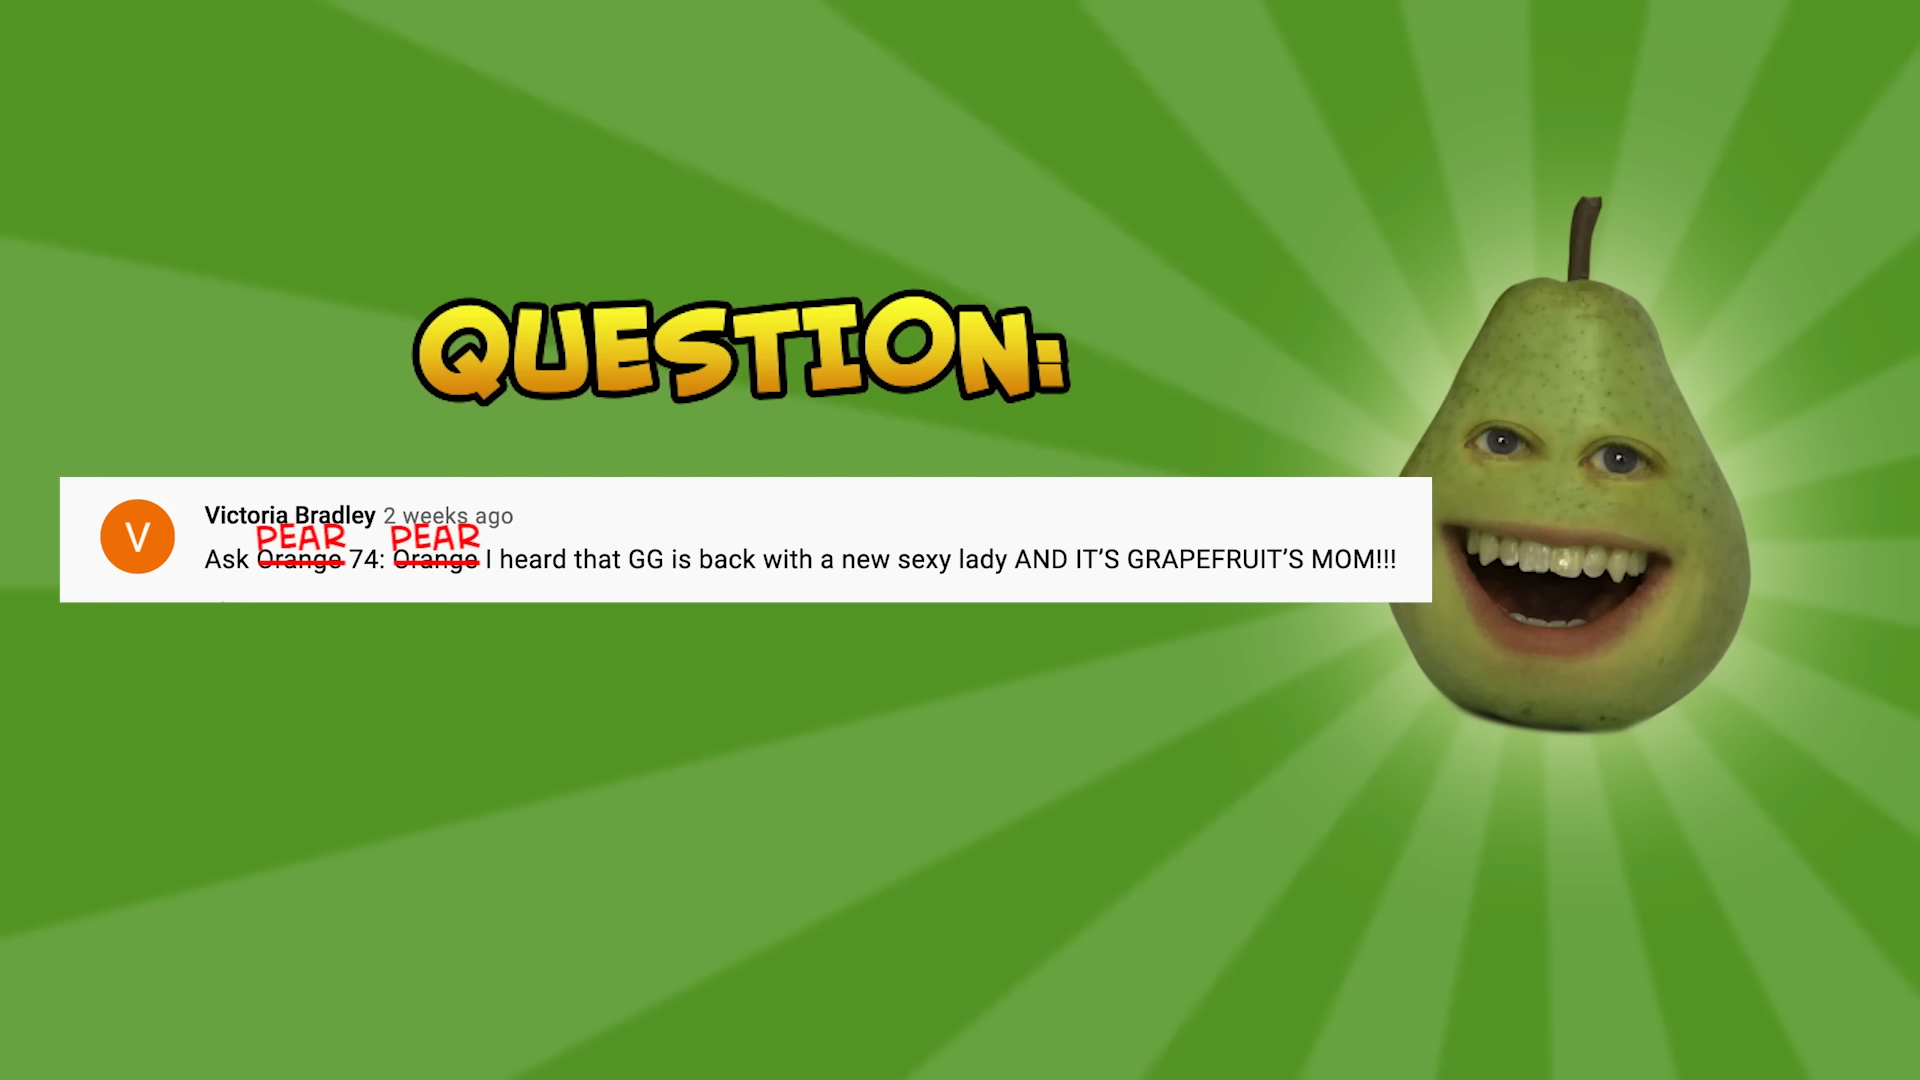 QUESTION:
V
Victoria Bradley 2 weeks ago
PEAR PEAR
Ask Orange 74: Orange I heard that GG is back with a new sexy lady AND IT’S GRAPEFRUIT’S MOM!!!